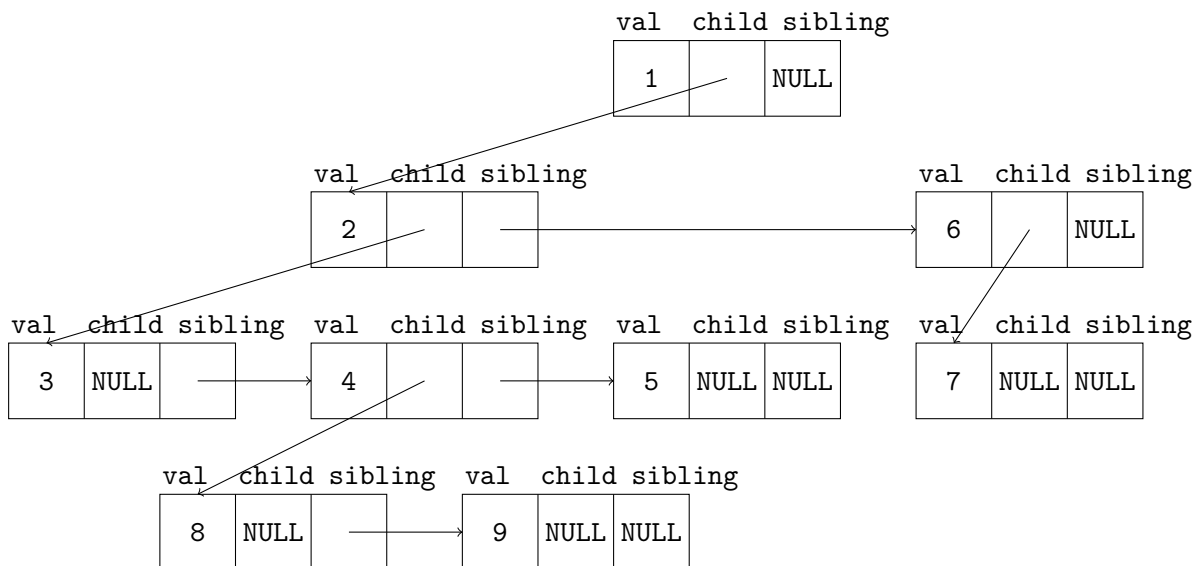 val child sibling
1 NULL
val child sibling val child sibling
2 6 NULL
val child sibling val child sibling val child sibling val child sibling
3 NULL 4 5 NULL NULL 7 NULL NULL
val child sibling val child sibling
8 NULL 9 NULL NULL